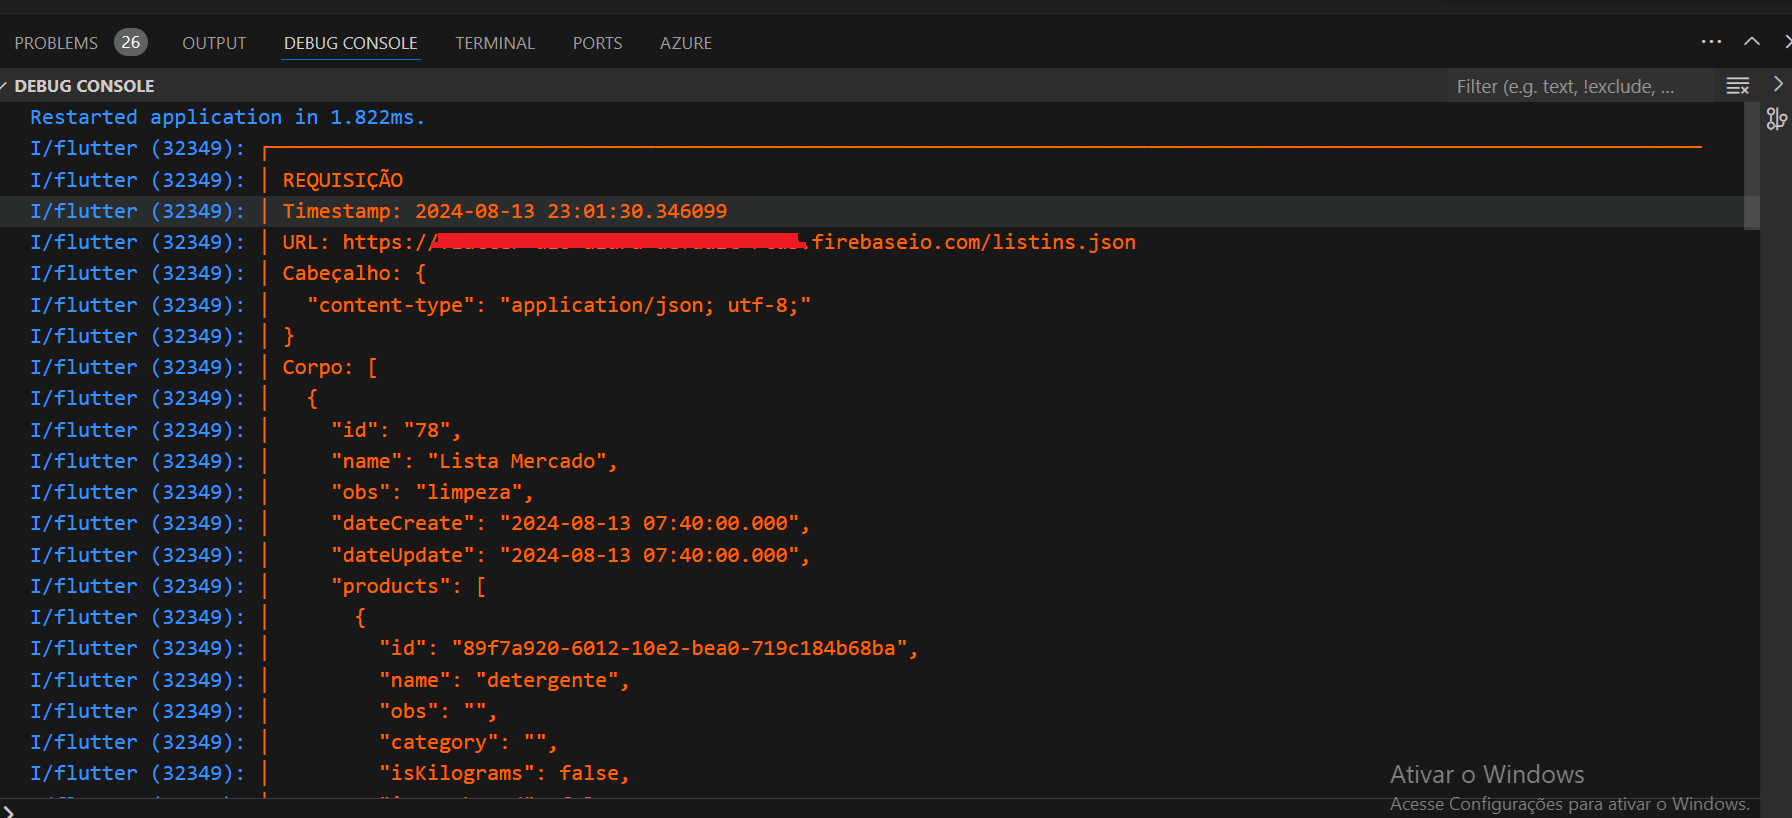 PROBLEMS 26 OUTPUT DEBUG CONSOLE TERMINAL PORTS AZURE
DEBUG CONSOLE Filter (e.g. text, !exclude, ...
Restarted application in 1.822ms.
I/flutter (32349):
I/flutter (32349): │ REQUISIÇÃO
I/flutter (32349): │ Timestamp: 2024-08-13 23:01:30.346099
I/flutter (32349): │ URL: https:// .firebaseio.com/listins.json
I/flutter (32349): │ Cabeçalho: {
I/flutter (32349): │   "content-type": "application/json; utf-8;"
I/flutter (32349): │ }
I/flutter (32349): │ Corpo: [
I/flutter (32349): │   {
I/flutter (32349): │     "id": "78",
I/flutter (32349): │     "name": "Lista Mercado",
I/flutter (32349): │     "obs": "limpeza",
I/flutter (32349): │     "dateCreate": "2024-08-13 07:40:00.000",
I/flutter (32349): │     "dateUpdate": "2024-08-13 07:40:00.000",
I/flutter (32349): │     "products": [
I/flutter (32349): │       {
I/flutter (32349): │         "id": "89f7a920-6012-10e2-bea0-719c184b68ba",
I/flutter (32349): │         "name": "detergente",
I/flutter (32349): │         "obs": "",
I/flutter (32349): │         "category": "",
I/flutter (32349): │         "isKilograms": false,
Ativar o Windows
Acesse Configurações para ativar o Windows.